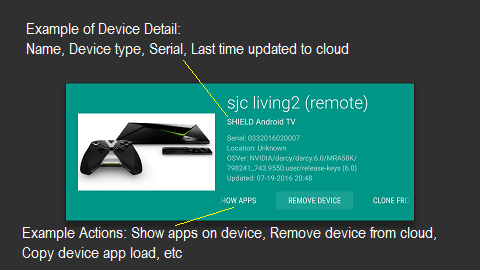 Example of Device Detail:
Name, Device type, Serial, Last time updated to cloud
sjc living2 (remote)
SHIELD Android TV
Serial: 0332016020007
Location: Unknown
OSVer: NVIDIA/darcy/darcy:6.0/MRA58K/
798241_743.9550:user/release-keys (6.0)
Updated: 07-19-2016 20:48
HOW APPS
REMOVE DEVICE
CLONE FRO
Example Actions: Show apps on device, Remove device from cloud,
Copy device app load, etc